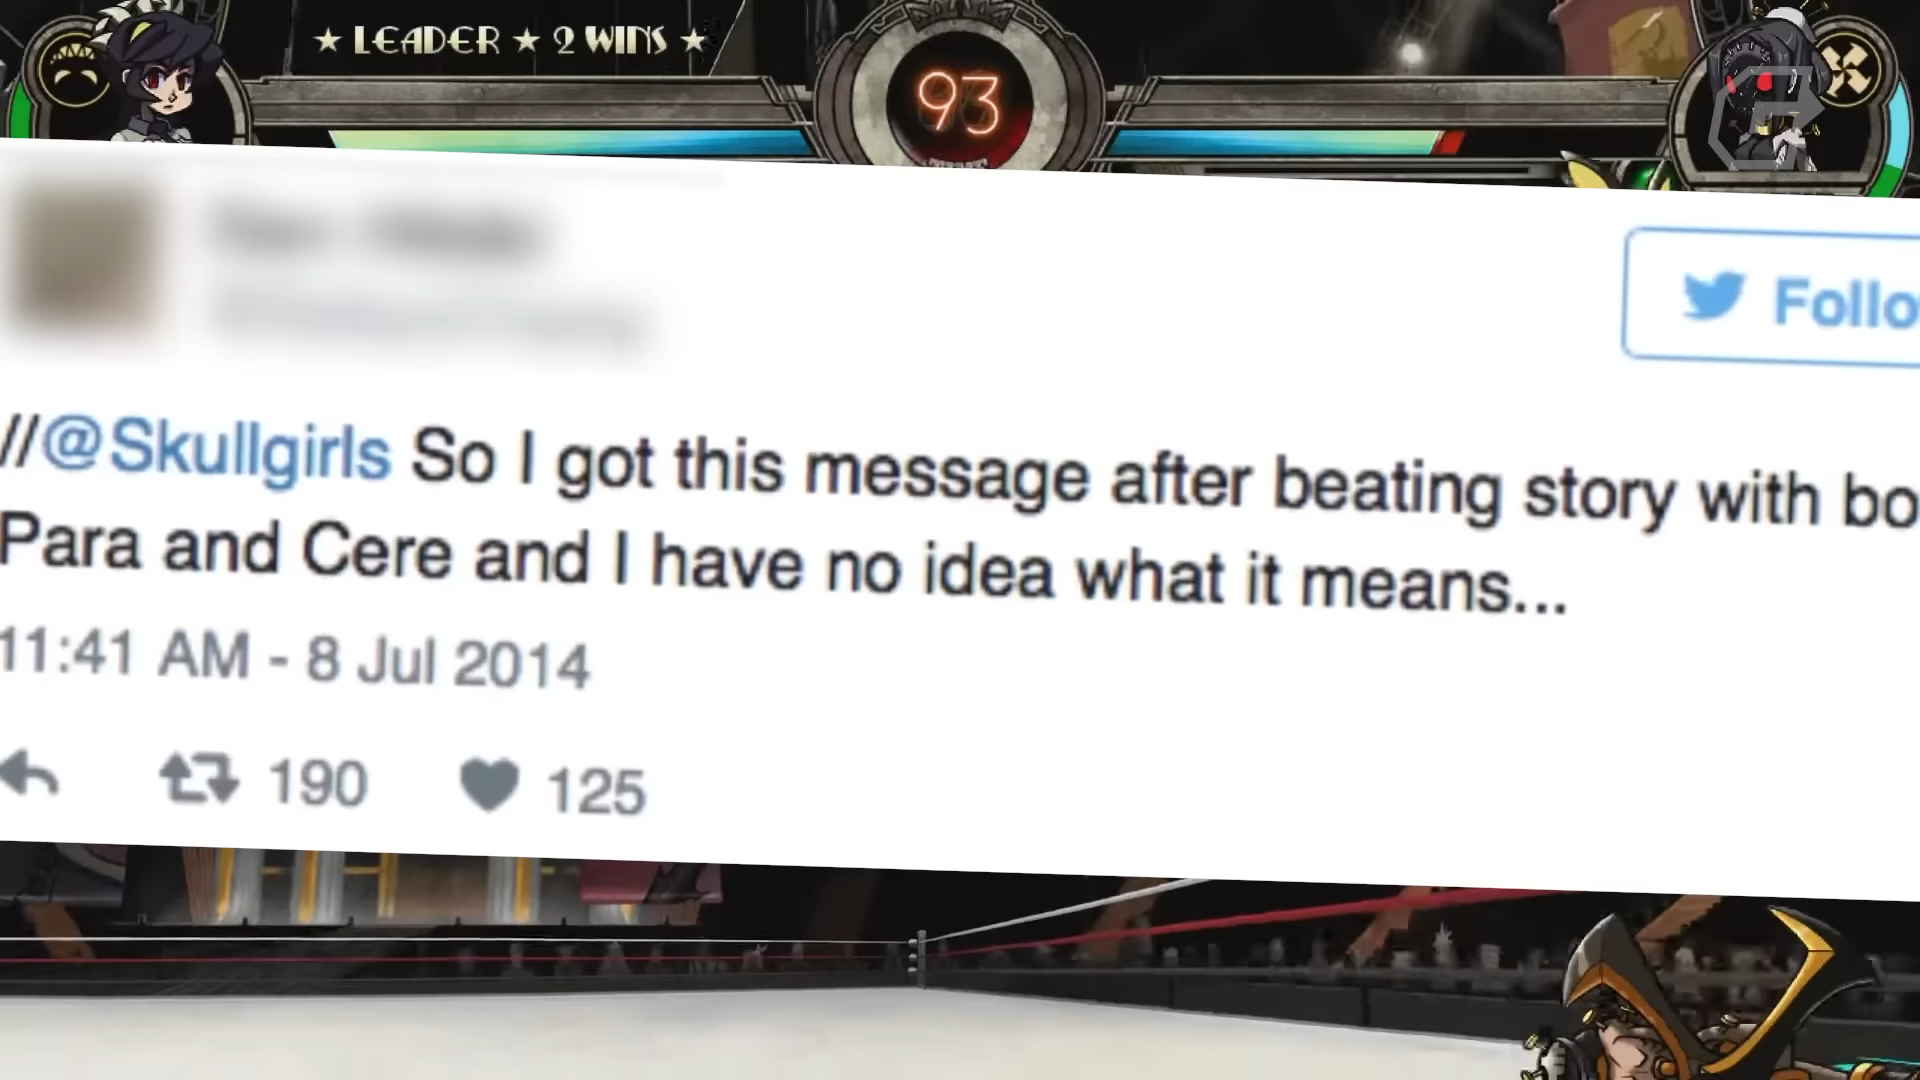 ★ LEADER ★ 2 WINS ★
93
//@Skullgirls So I got this message after beating story with bo
Para and Cere and I have no idea what it means...
11:41 AM - 8 Jul 2014
190 125
Follo